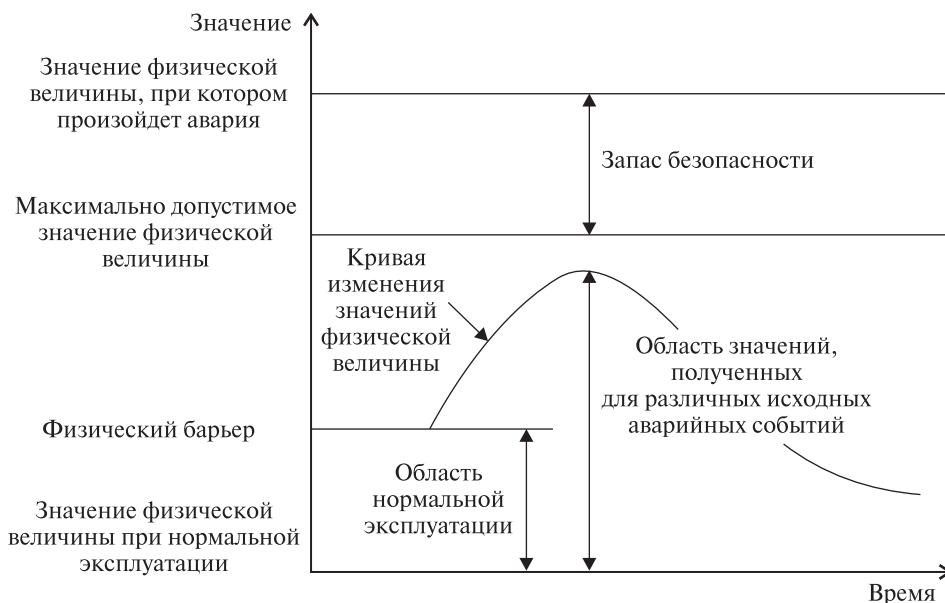 Значение
Значение физической
величины, при котором
произойдет авария
Запас безопасности
Максимально допустимое
значение физической
величины
Кривая
изменения
значений
физической
величины
Область значений,
полученных
для различных исходных
аварийных событий
Физический барьер
Область
нормальной
эксплуатации
Значение физической
величины при нормальной
эксплуатации
Время